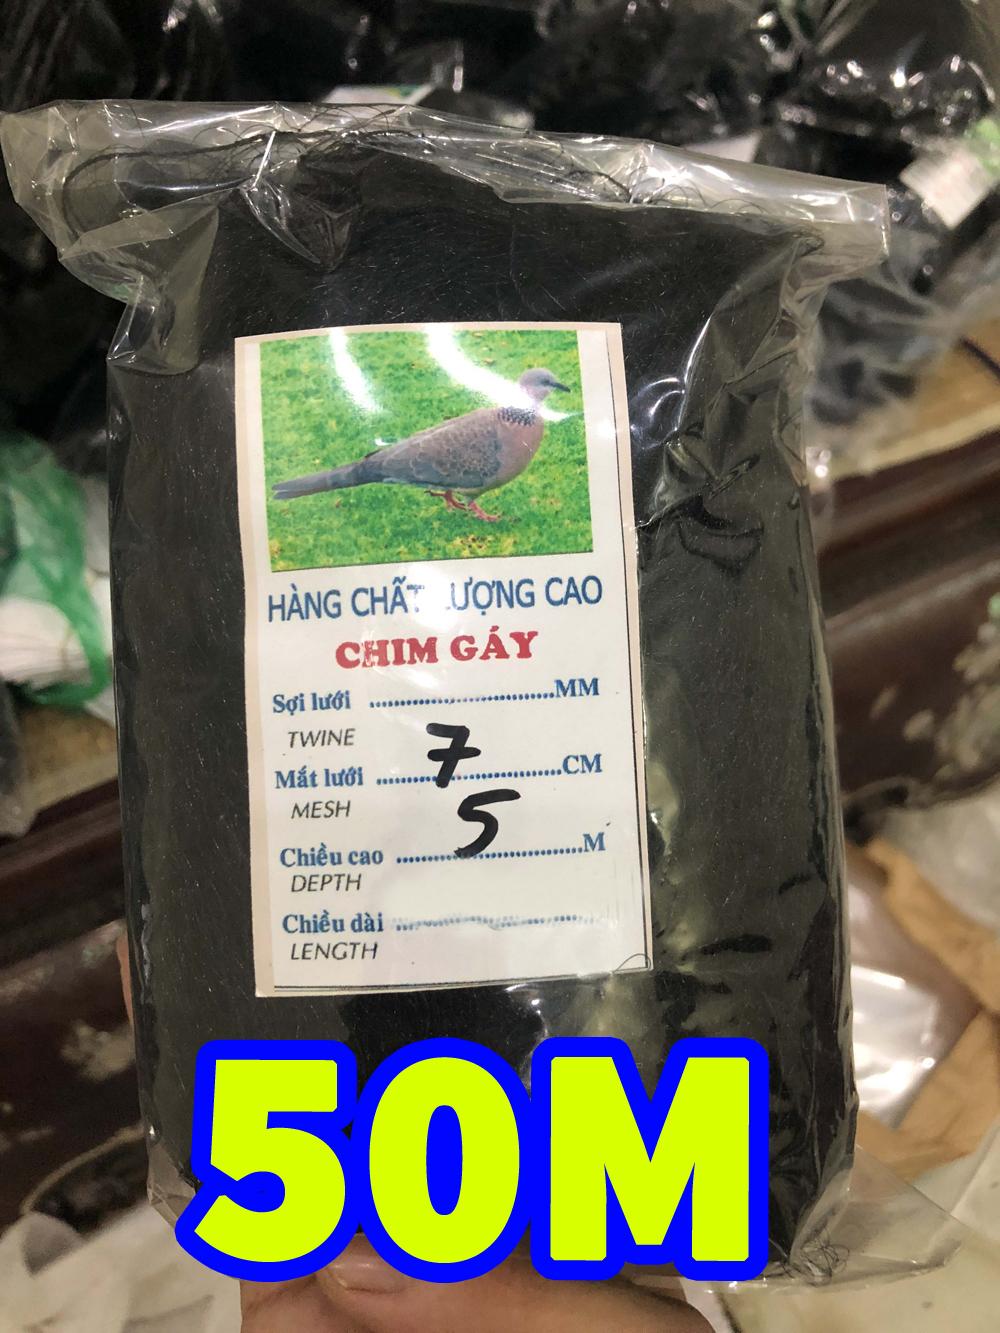 HÀNG CHẤT LƯỢNG CAO
CHIM GÁY
Sợi lưới ................................MM
TWINE
Mắt lưới ......7......................CM
MESH
Chiều cao .........5..................M
DEPTH
Chiều dài ................................
LENGTH
50M